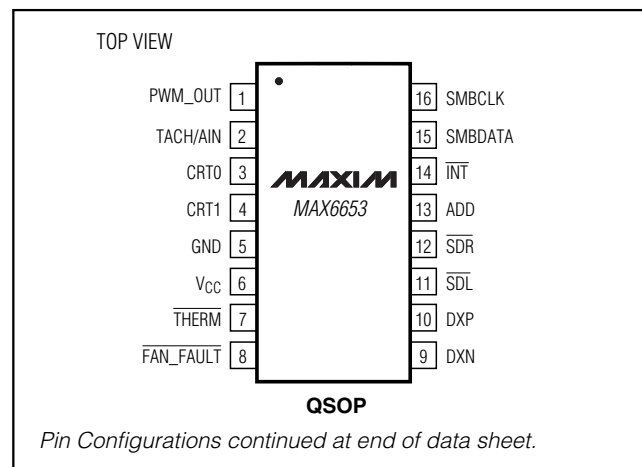 TOP VIEW
PWM_OUT 1
TACH/AIN 2
CRT0 3
CRT1 4
GND 5
VCC 6
THERM 7
FAN_FAULT 8
MAXIM
MAX6653
16 SMBCLK
15 SMBDATA
14 INT
13 ADD
12 SDR
11 SDL
10 DXP
9 DXN
QSOP
Pin Configurations continued at end of data sheet.